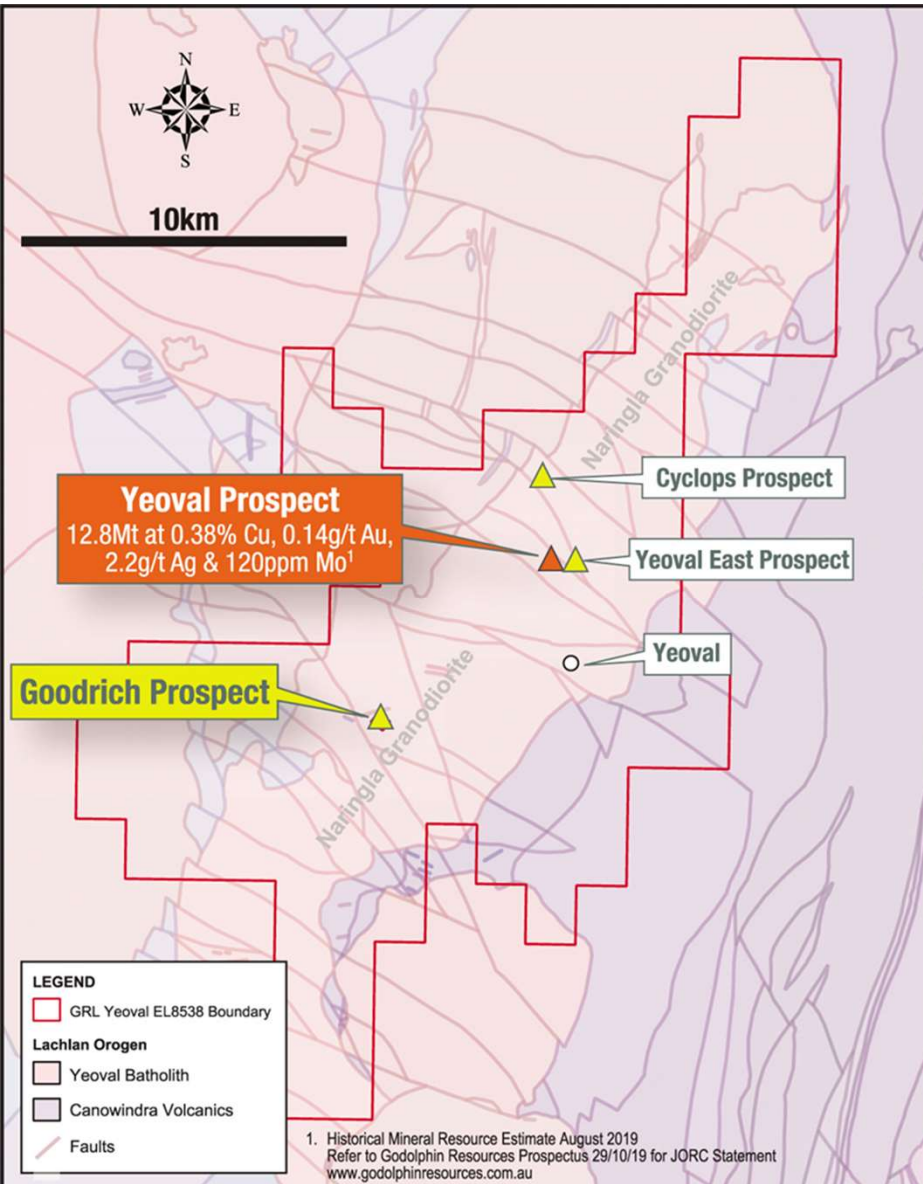 N
W E
S
10km
Naringla Granodiorite
Cyclops Prospect
Yeoval Prospect
12.8Mt at 0.38% Cu, 0.14g/t Au,
2.2g/t Ag & 120ppm Mo¹
Yeoval East Prospect
Yeoval
Goodrich Prospect
Naringla Granodiorite
LEGEND
GRL Yeoval EL8538 Boundary
Lachlan Orogen
Yeoval Batholith
Canowindra Volcanics
Faults
1. Historical Mineral Resource Estimate August 2019
Refer to Godolphin Resources Prospectus 29/10/19 for JORC Statement
www.godolphinresources.com.au